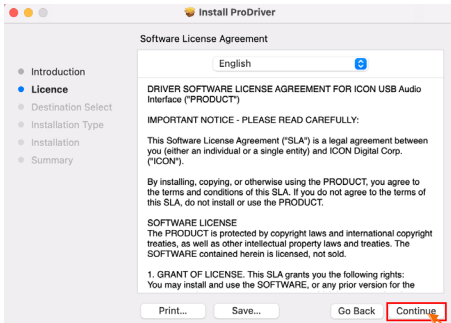 Install ProDriver
Software License Agreement
English
Introduction
Licence
Destination Select
Installation Type
Installation
Summary
DRIVER SOFTWARE LICENSE AGREEMENT FOR ICON USB Audio
Interface ("PRODUCT")
IMPORTANT NOTICE - PLEASE READ CAREFULLY:
This Software License Agreement ("SLA") is a legal agreement between
you (either an individual or a single entity) and ICON Digital Corp.
("ICON").
By installing, copying, or otherwise using the PRODUCT, you agree to
the terms and conditions of this SLA. If you do not agree to the terms of
this SLA, do not install or use the PRODUCT.
SOFTWARE LICENSE
The PRODUCT is protected by copyright laws and international copyright
treaties, as well as other intellectual property laws and treaties. The
SOFTWARE contained herein is licensed, not sold.
1. GRANT OF LICENSE. This SLA grants you the following rights:
You may install and use the SOFTWARE, or any prior version for the
Print... Save... Go Back Continue